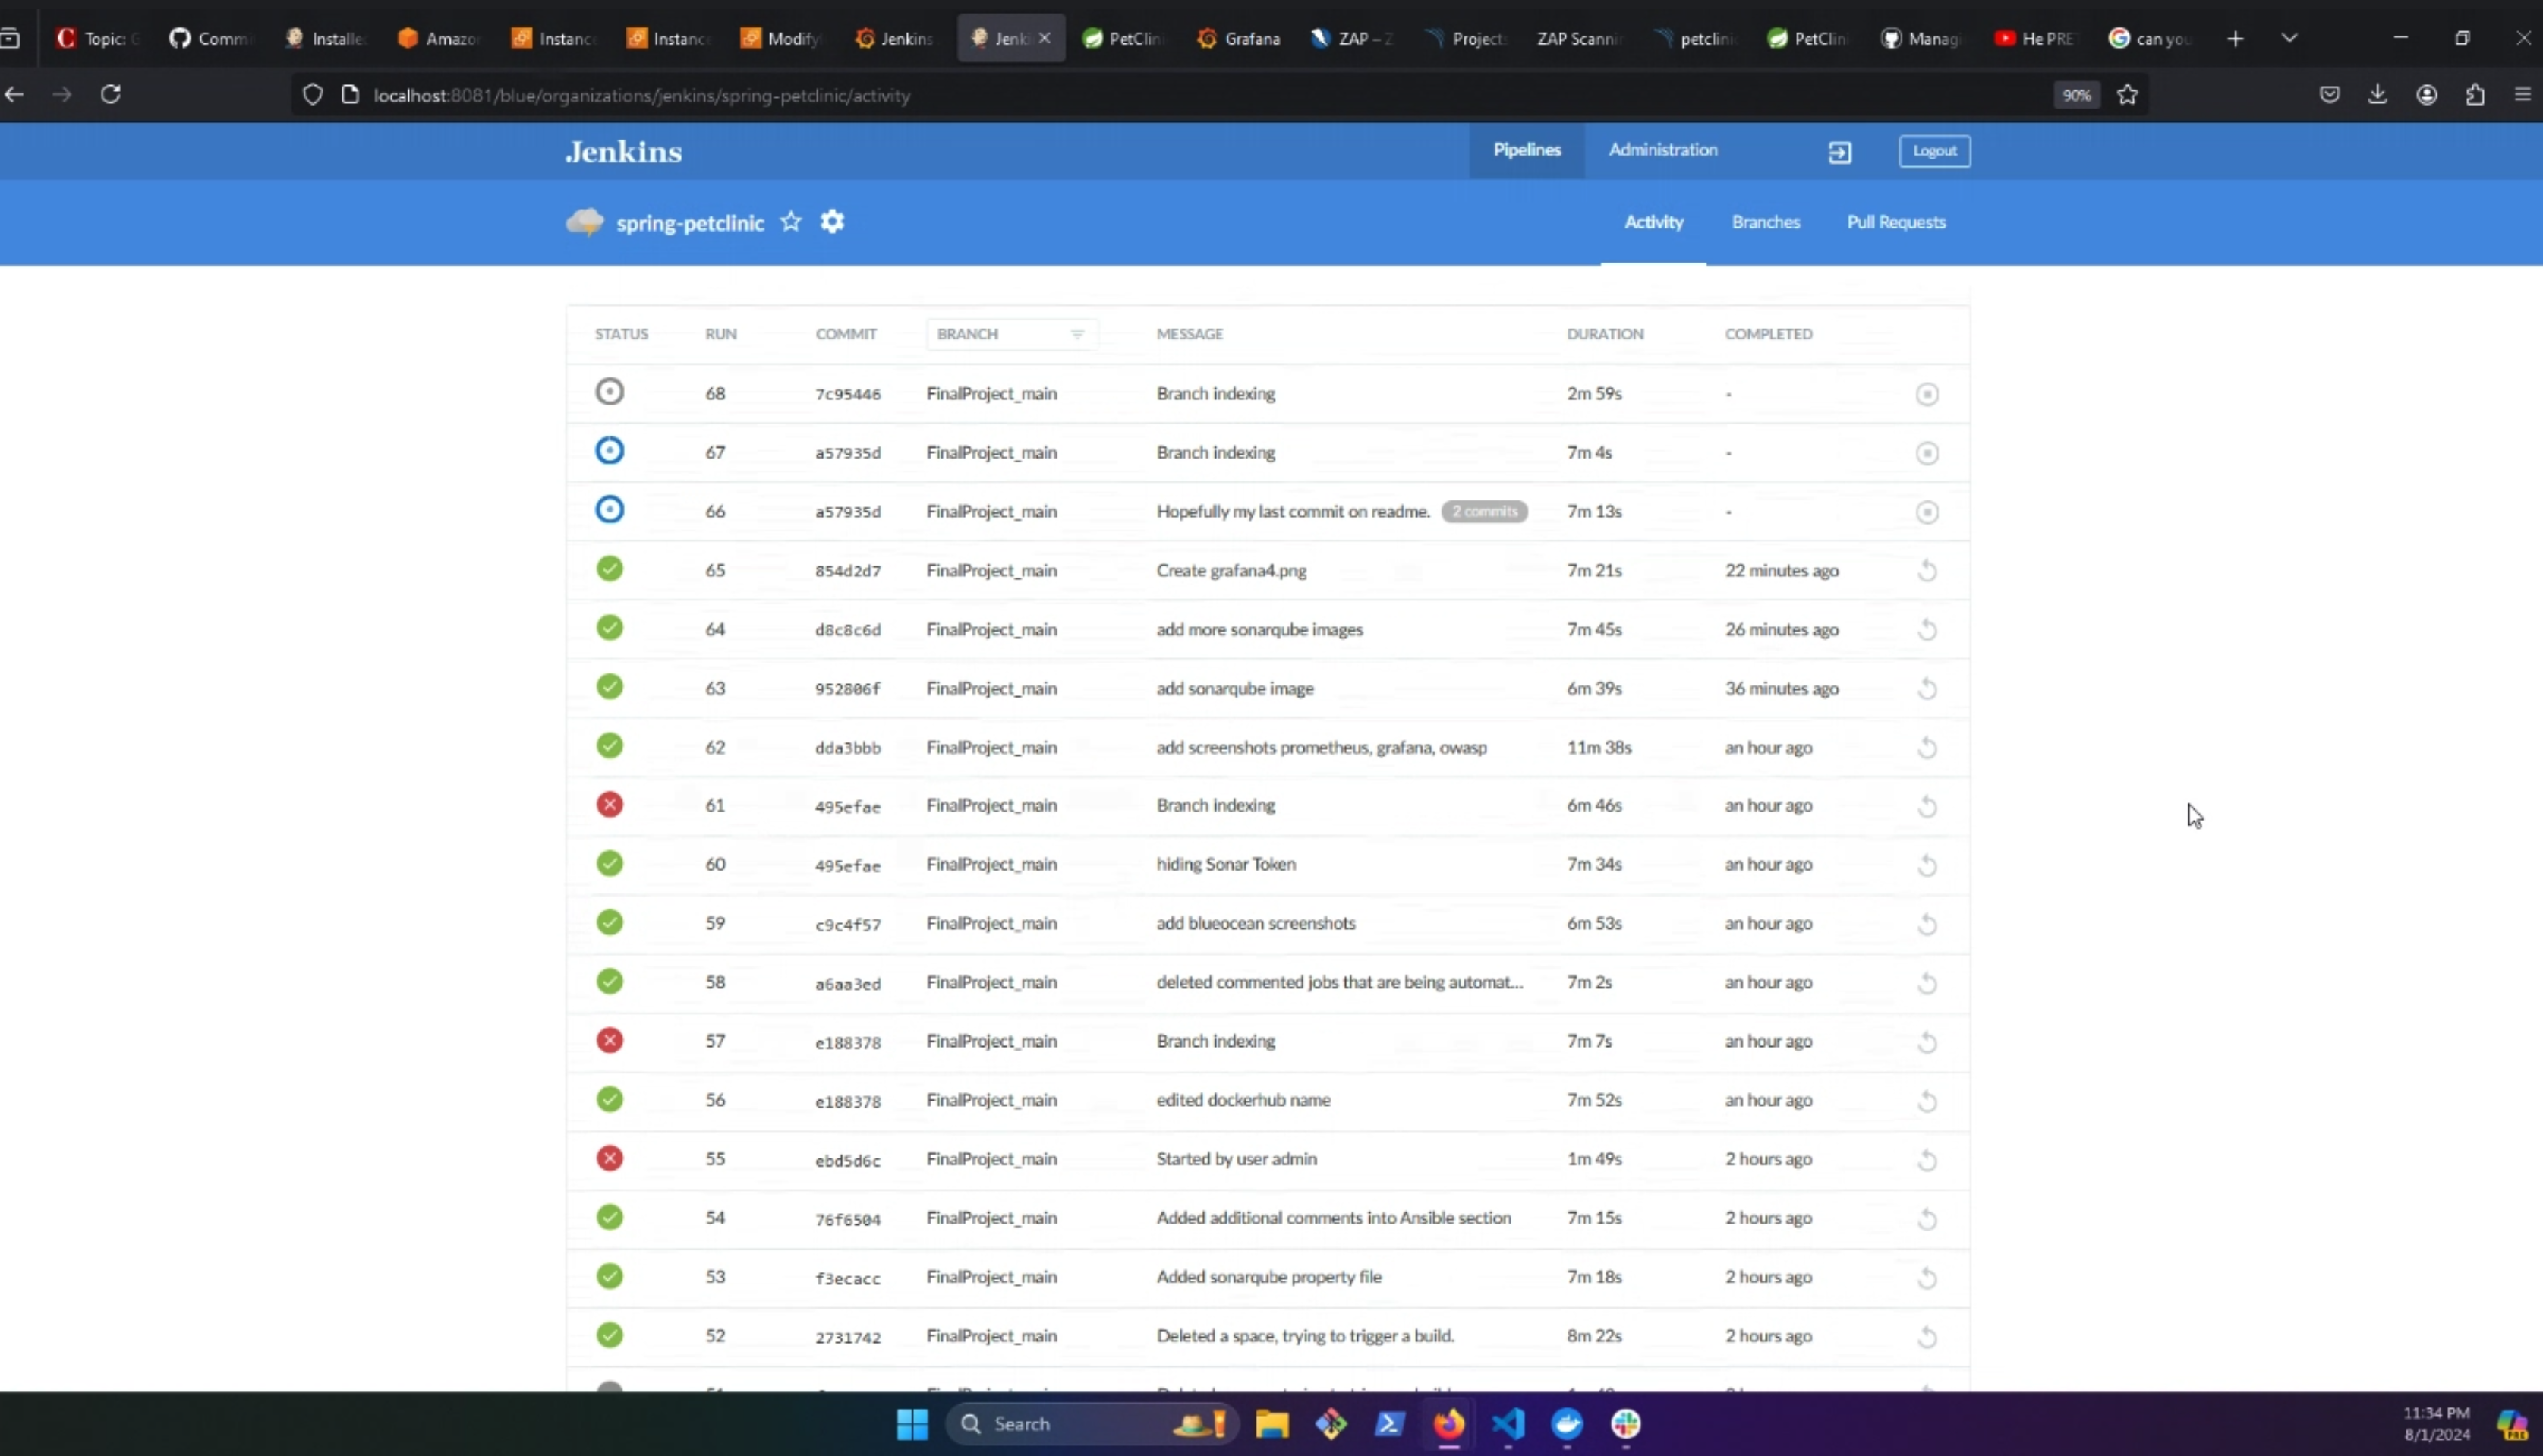 Topic: Comm Installe Amazo Instanc Instanc Modify Jenkins Jenki PetClini Grafana ZAP – Z Project ZAP Scanni petclini PetClini Manag He PRE can you
localhost:8081/blue/organizations/jenkins/spring-petclinic/activity 90%
Jenkins Pipelines Administration Logout
spring-petclinic Activity Branches Pull Requests
STATUS RUN COMMIT BRANCH MESSAGE DURATION COMPLETED
68 7c95446 FinalProject_main Branch indexing 2m 59s -
67 a57935d FinalProject_main Branch indexing 7m 4s -
66 a57935d FinalProject_main Hopefully my last commit on readme. 2 commits 7m 13s -
65 854d2d7 FinalProject_main Create grafana4.png 7m 21s 22 minutes ago
64 d8c8c6d FinalProject_main add more sonarqube images 7m 45s 26 minutes ago
63 952806f FinalProject_main add sonarqube image 6m 39s 36 minutes ago
62 dda3bbb FinalProject_main add screenshots prometheus, grafana, owasp 11m 38s an hour ago
61 495efae FinalProject_main Branch indexing 6m 46s an hour ago
60 495efae FinalProject_main hiding Sonar Token 7m 34s an hour ago
59 c9c4f57 FinalProject_main add blueocean screenshots 6m 53s an hour ago
58 a6aa3ed FinalProject_main deleted commented jobs that are being automat... 7m 2s an hour ago
57 e188378 FinalProject_main Branch indexing 7m 7s an hour ago
56 e188378 FinalProject_main edited dockerhub name 7m 52s an hour ago
55 ebd5d6c FinalProject_main Started by user admin 1m 49s 2 hours ago
54 76f6504 FinalProject_main Added additional comments into Ansible section 7m 15s 2 hours ago
53 f3ecacc FinalProject_main Added sonarqube property file 7m 18s 2 hours ago
52 2731742 FinalProject_main Deleted a space, trying to trigger a build. 8m 22s 2 hours ago
Search
11:34 PM
8/1/2024